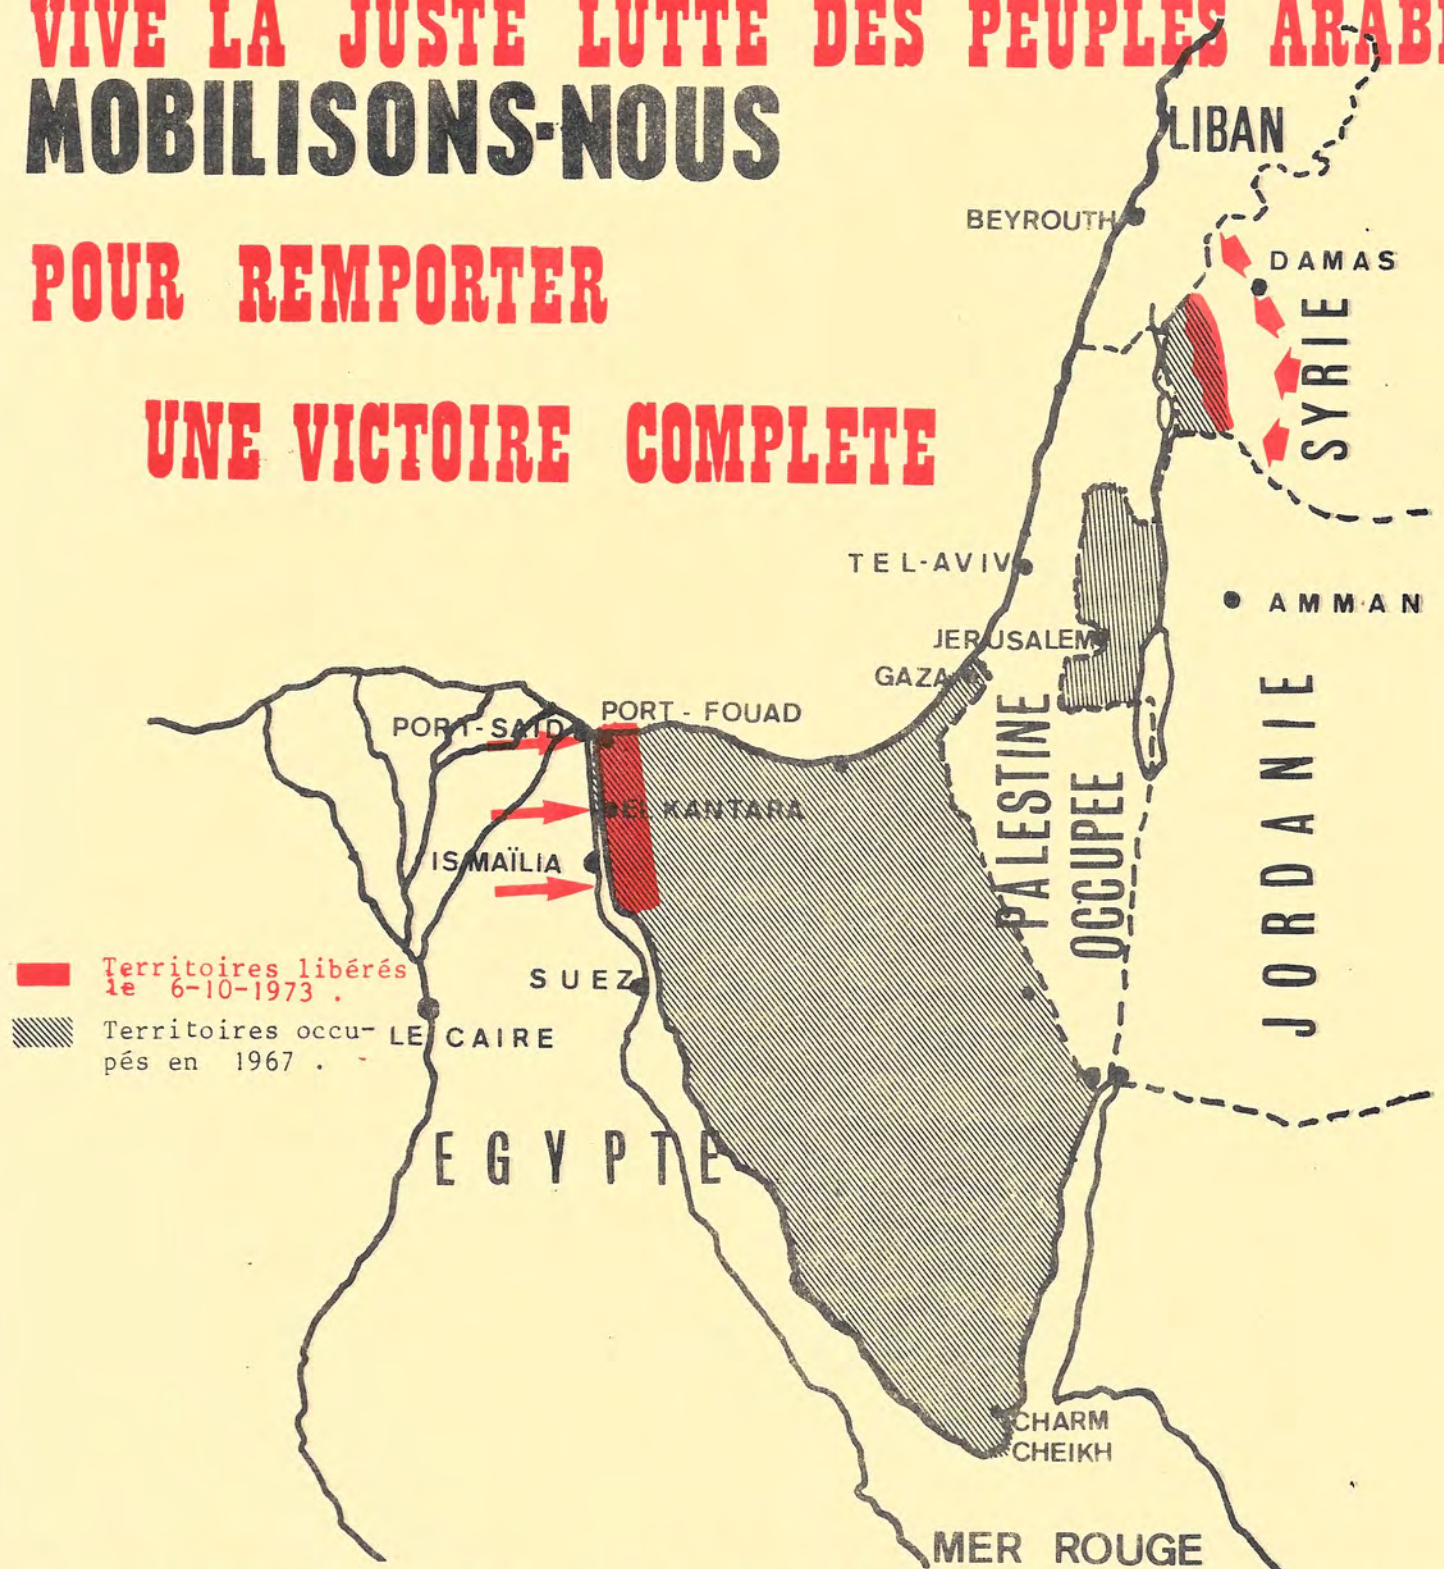 VIVE LA JUSTE LUTTE DES PEUPLES ARAB
MOBILISONS-NOUS
POUR REMPORTER
UNE VICTOIRE COMPLETE
LIBAN
BEYROUTH
DAMAS
SYRIE
TEL-AVIV
AMMAN
JERUSALEM
GAZA
PORT-SAID
PORT-FOUAD
PALESTINE
OCCUPEE
JORDANIE
EL KANTARA
ISMAÏLIA
SUEZ
Territoires libérés
le 6-10-1973 .
Territoires occu-
pés en 1967 .
LE CAIRE
EGYPTE
CHARM
CHEIKH
MER ROUGE